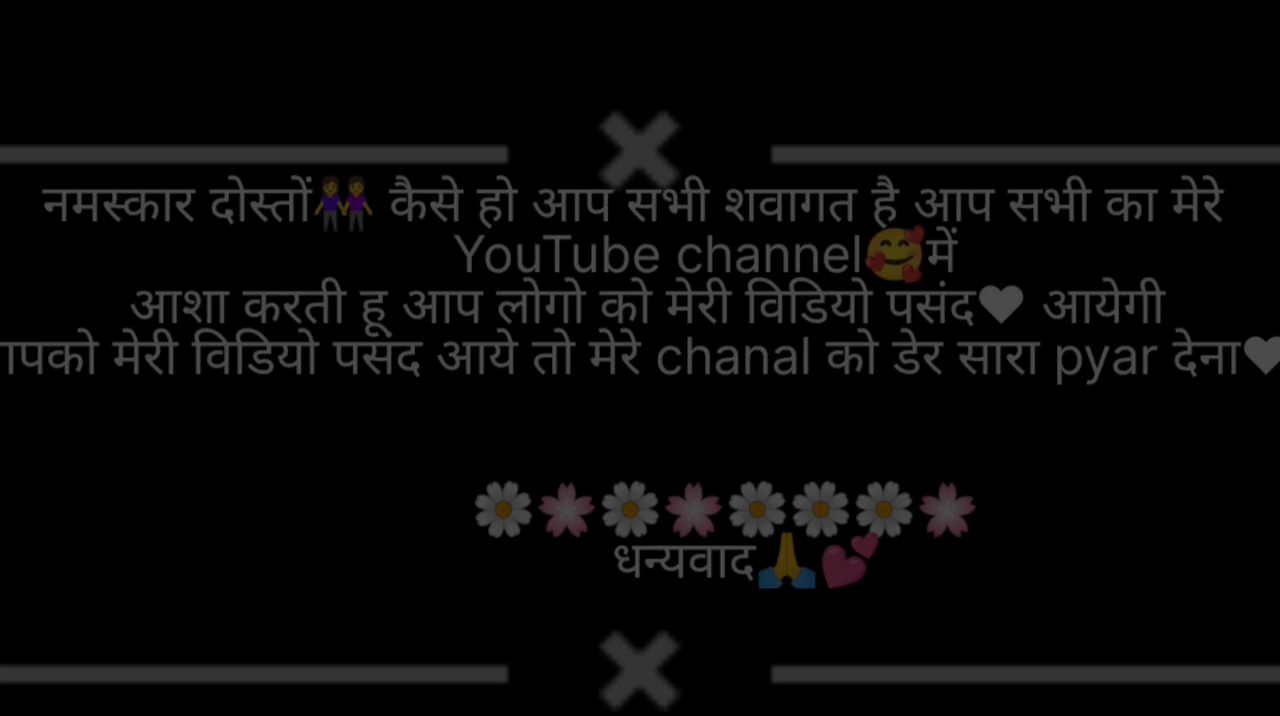 नमस्कार दोस्तों👭 कैसे हो आप सभी शवागत है आप सभी का मेरे
YouTube channel🥰में
आशा करती हू आप लोगो को मेरी विडियो पसंद❤ आयेगी
मेरी विडियो पसंद आये तो मेरे chanal को डेर सारा pyar देना❤
🌼🌸🌼🌸🌼🌼🌼🌸
धन्यवाद🙏💕